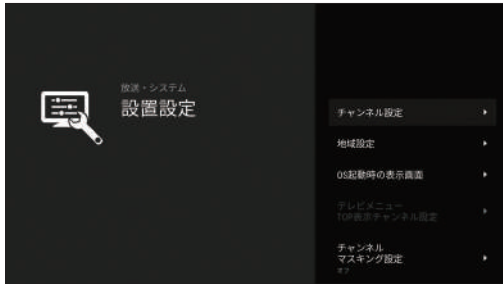 放送・システム
設置設定
チャンネル設定
地域設定
OS起動時の表示画面
テレビメニュー
TOP表示チャンネル設定
チャンネル
マスキング設定
オフ